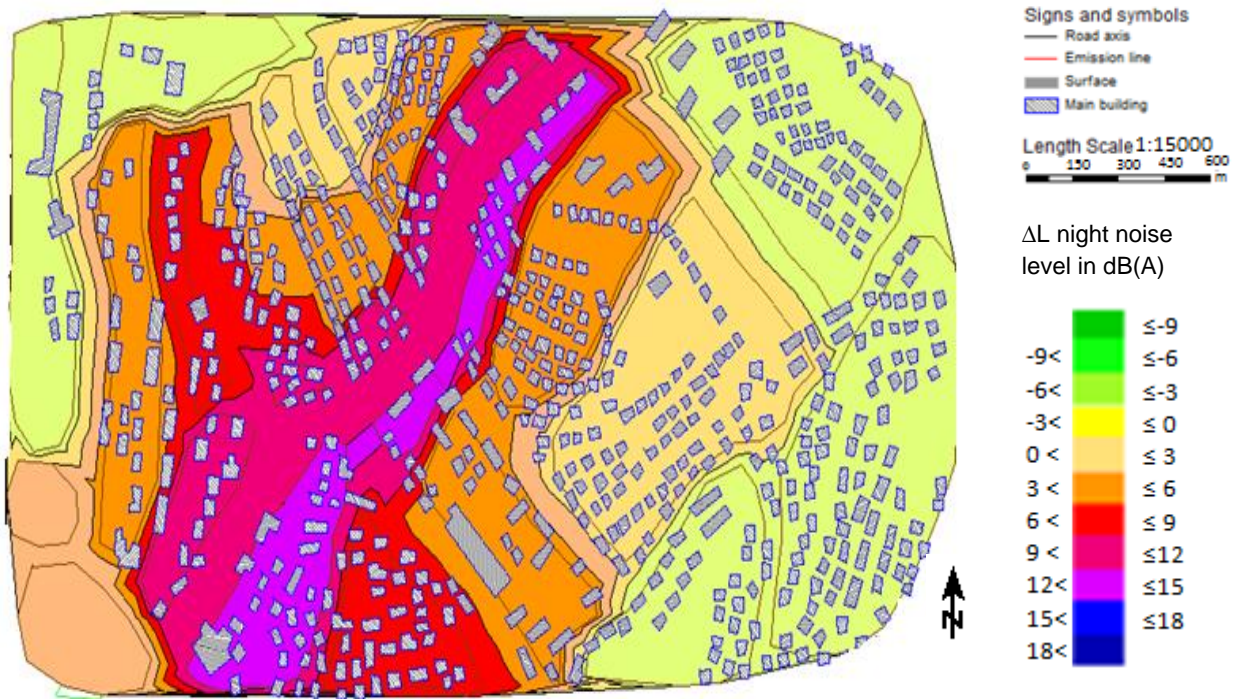 Signs and symbols
Road axis
Emission line
Surface
Main building
Length Scale 1:15000
0 150 300 450 600
m
ΔL night noise
level in dB(A)
≤-9
-9< ≤-6
-6< ≤-3
-3< ≤ 0
0 < ≤ 3
3 < ≤ 6
6 < ≤ 9
9 < ≤12
12< ≤15
15< ≤18
18<
N